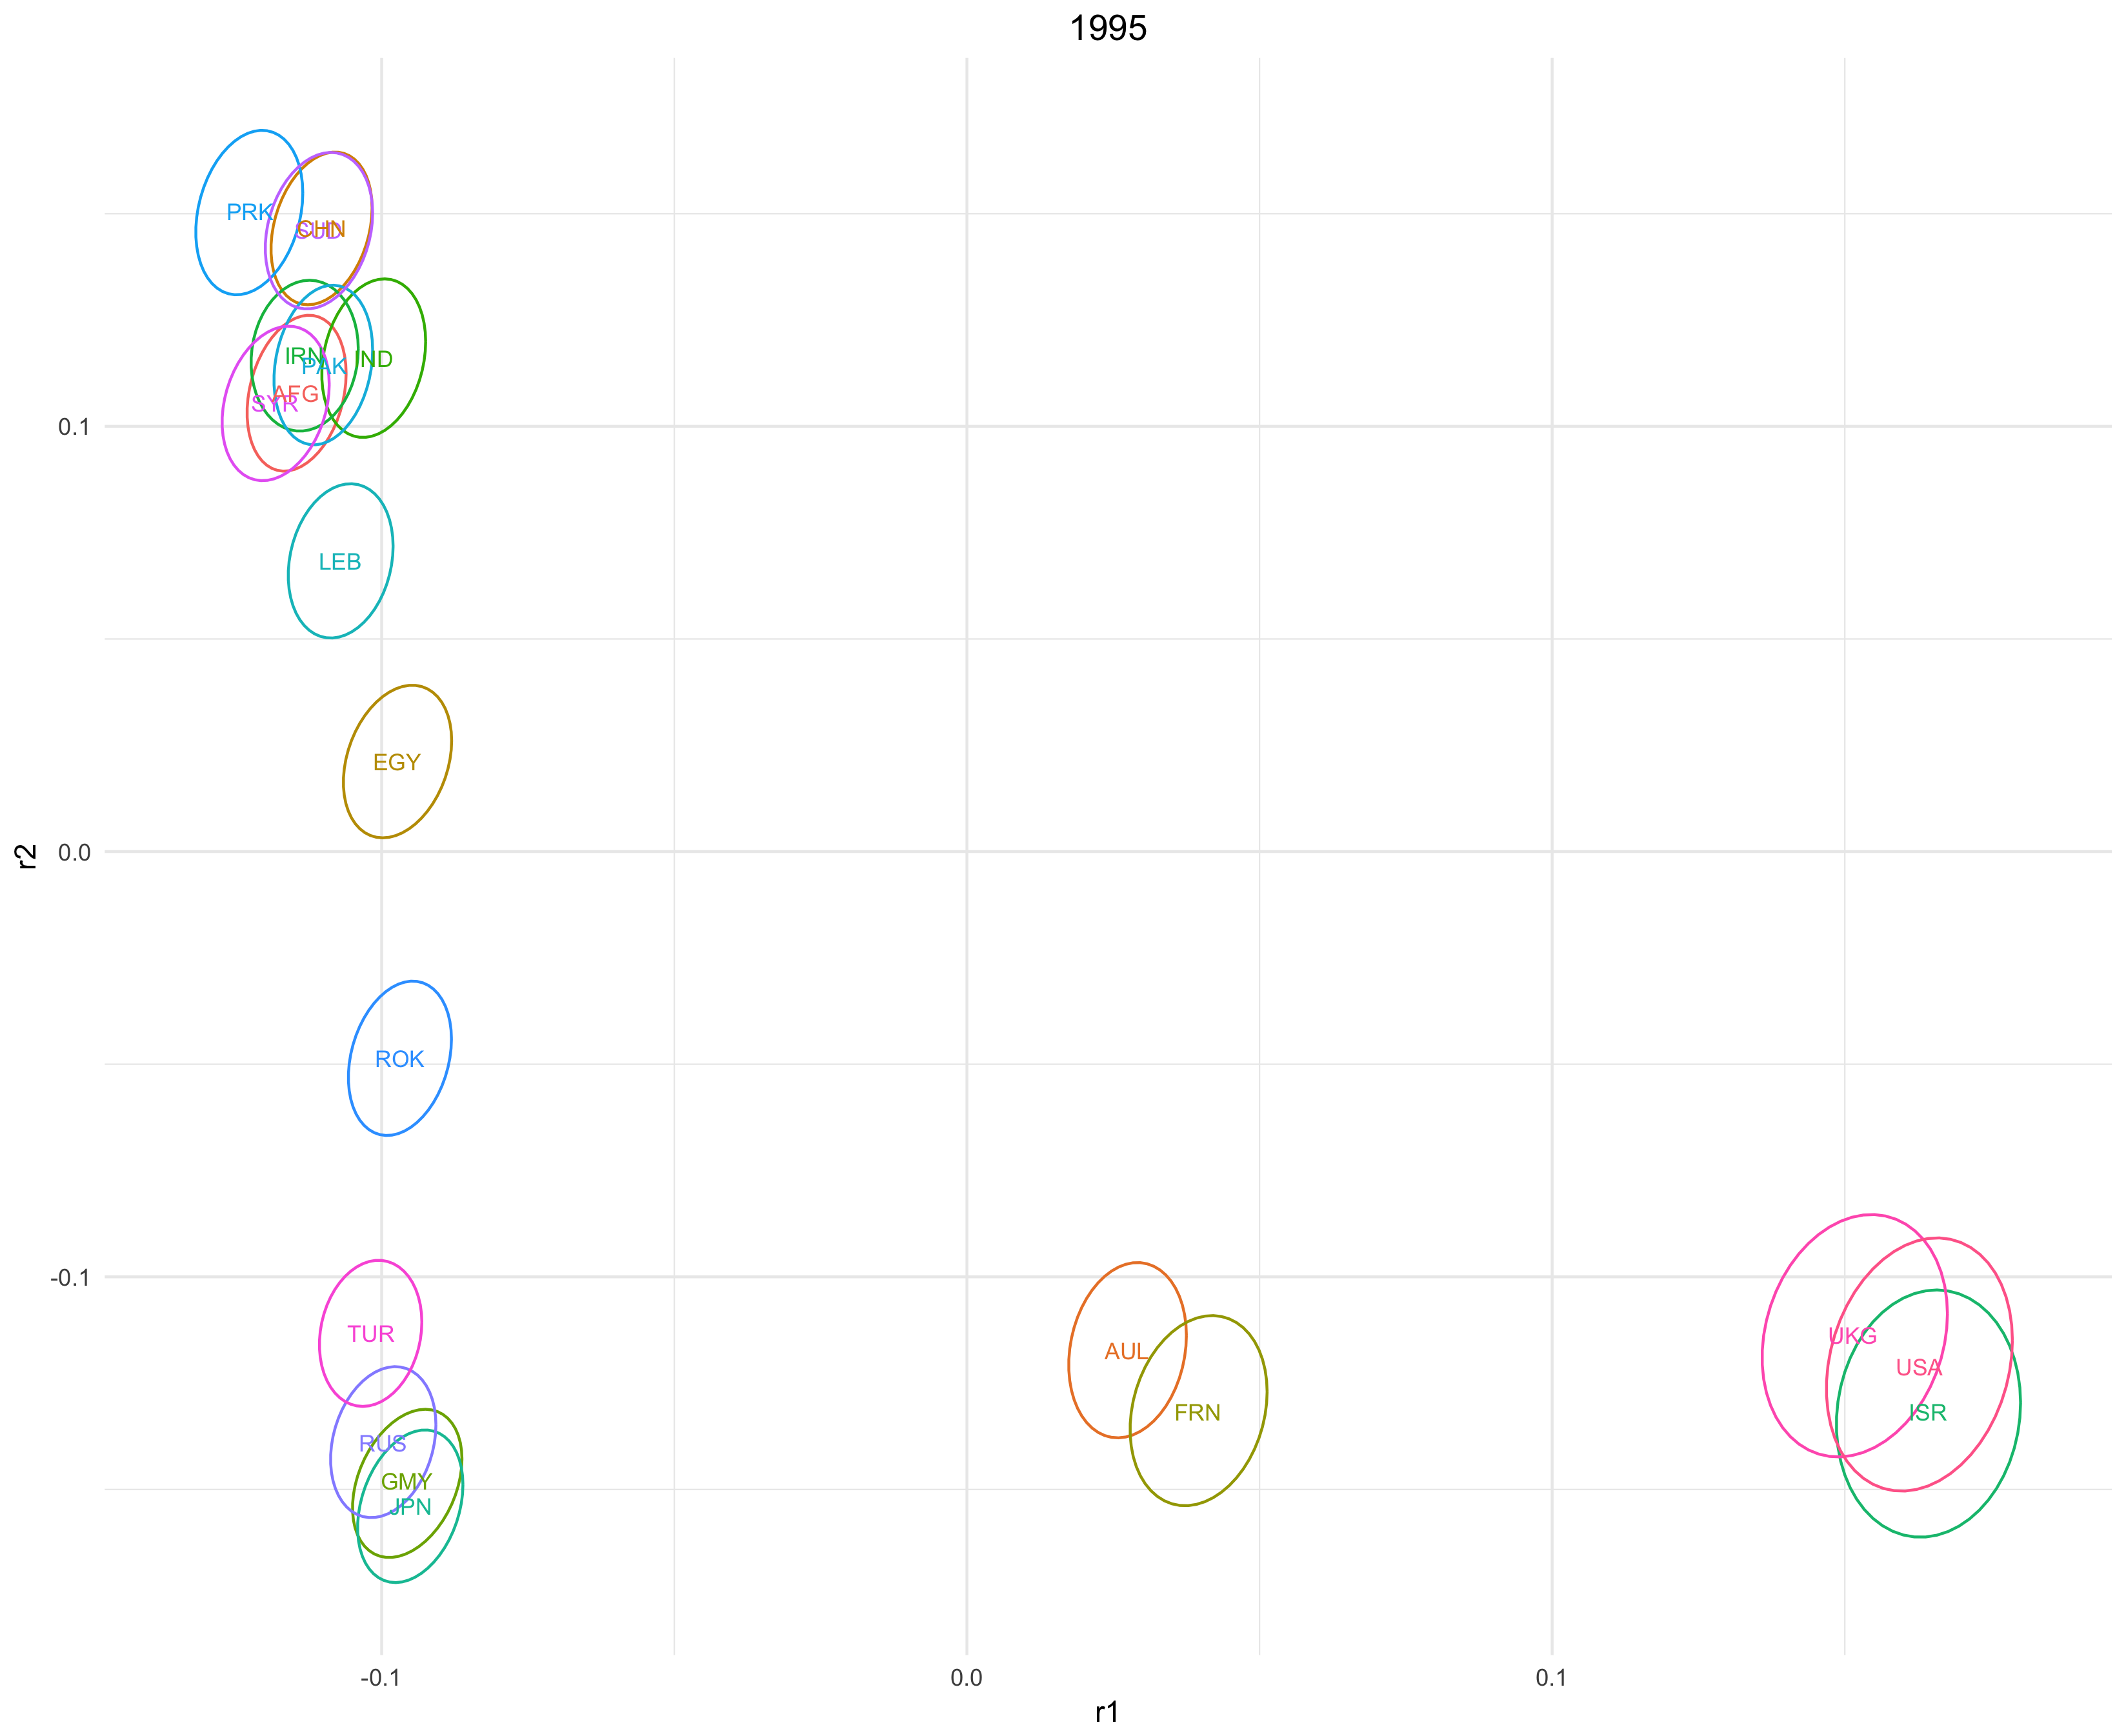 1995
PRK
CHN
SUD
IRN
PAK
IND
AFG
SYR
0.1
LEB
EGY
r2
0.0
ROK
-0.1
TUR
UKG
AUL
USA
FRN
ISR
RUS
GMY
JPN
-0.1
0.0
0.1
r1